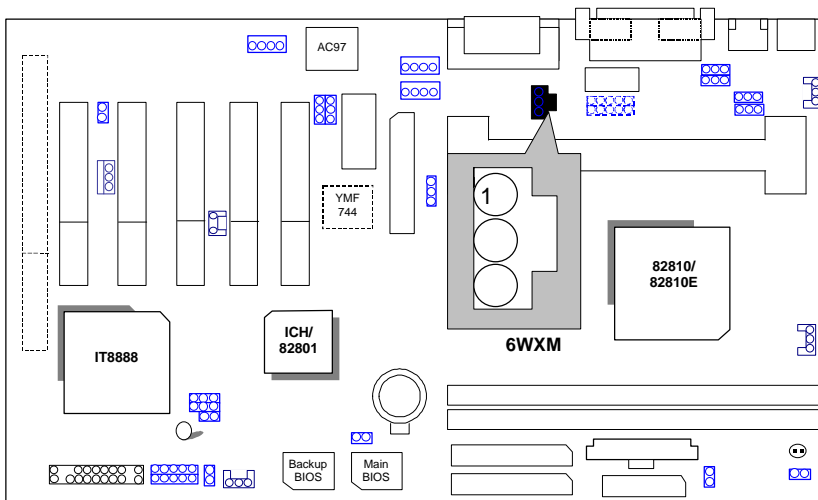 AC97
YMF
744
1
82810/
82810E
6WXM
IT8888
ICH/
82801
Backup
BIOS
Main
BIOS